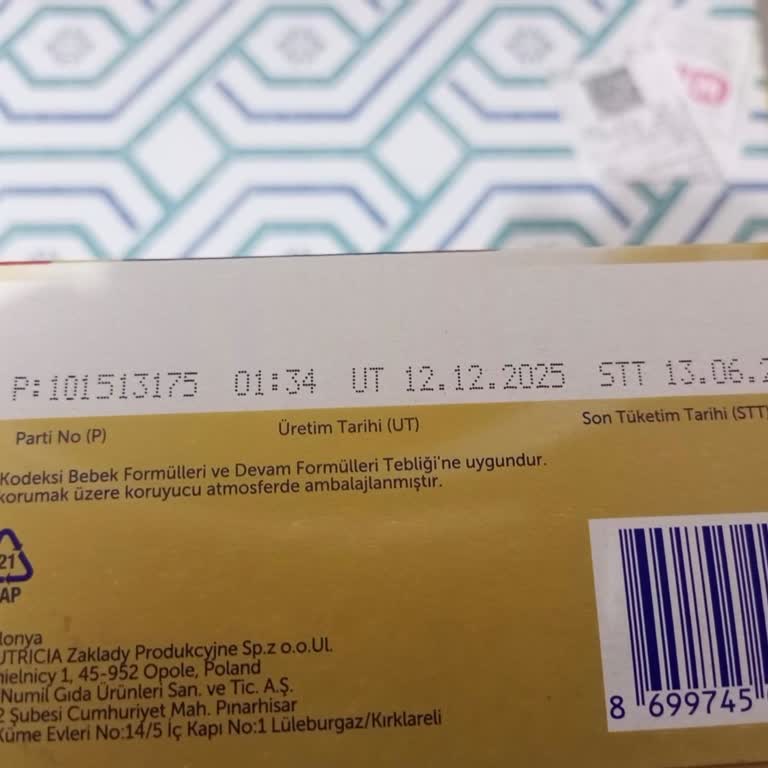 P:101513175 01:34 UT 12.12.2025 STT 13.06.
Parti No (P) Üretim Tarihi (UT) Son Tüketim Tarihi (STT)
Kodeksi Bebek Formülleri ve Devam Formülleri Tebliği'ne uygundur.
korumak üzere koruyucu atmosferde ambalajlanmıştır.
21
AP
lonya
UTRICIA Zaklady Produkcyjne Sp.z o.o.Ul.
nielnicy 1, 45-952 Opole, Poland
Numil Gıda Ürünleri San. ve Tic. A.Ş.
2 Şubesi Cumhuriyet Mah. Pınarhisar
Küme Evleri No:14/5 İç Kapı No:1 Lüleburgaz/Kırklareli
8 699745